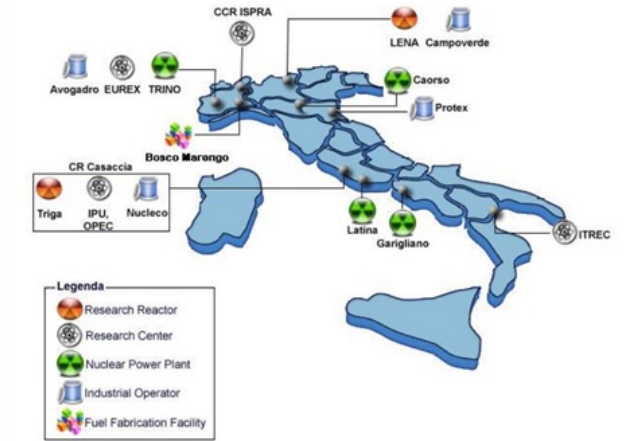 CCR ISPRA
LENA Campoverde
Avogadro EUREX TRINO
Caorso
Protex
Bosco Marengo
CR Casaccia
Triga IPU, OPEC Nucleco
Latina
Garigliano
ITREC
Legenda
Research Reactor
Research Center
Nuclear Power Plant
Industrial Operator
Fuel Fabrication Facility